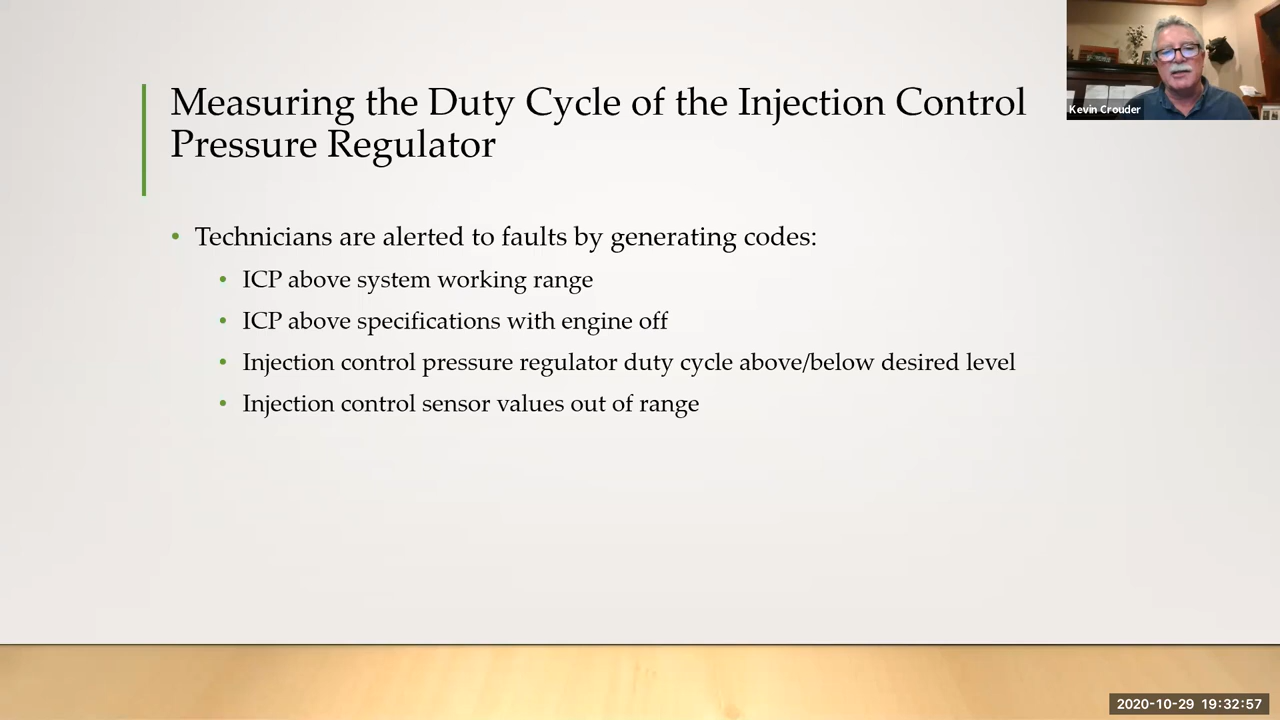 Measuring the Duty Cycle of the Injection Control
Pressure Regulator
• Technicians are alerted to faults by generating codes:
• ICP above system working range
• ICP above specifications with engine off
• Injection control pressure regulator duty cycle above/below desired level
• Injection control sensor values out of range
Kevin Crouder
2020-10-29 19:32:57